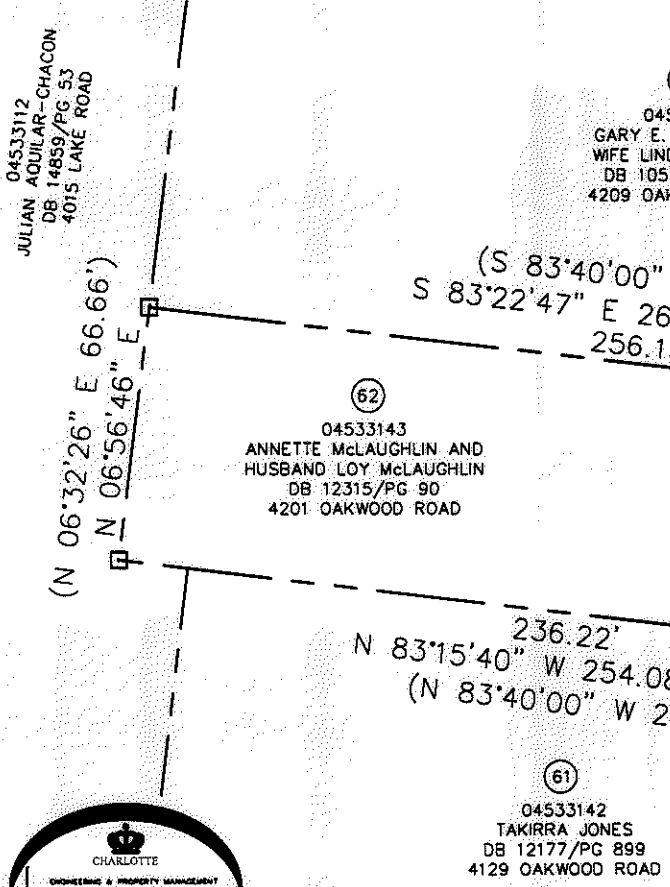 04533112
JULIAN AQUILAR-CHACON
DB 14859/PG 53
4015 LAKE ROAD
GARY E.
WIFE
DB
4209
(S 83°40'00"
S 83°22'47" E
(N 06°32'26" E 66.66')
N 06°56'46" E
62
04533143
ANNETTE McLAUGHLIN AND
HUSBAND LOY McLAUGHLIN
DB 12315/PG 90
4201 OAKWOOD ROAD
236.22'
N 83°15'40" W 254.08
(N 83°40'00" W
61
04533142
TAKIRRA JONES
DB 12177/PG 899
4129 OAKWOOD ROAD
CHARLOTTE
ENGINEERING & PROPERTY MANAGEMENT